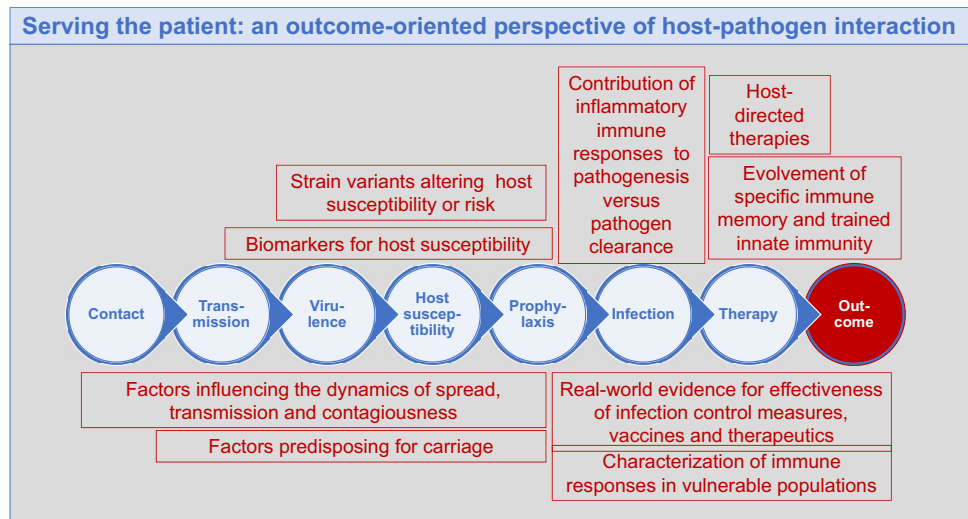 Serving the patient: an outcome-oriented perspective of host-pathogen interaction
Contribution of
inflammatory
immune
responses to
pathogenesis
versus
pathogen
clearance
Host-
directed
therapies
Strain variants altering host
susceptibility or risk
Evolvement of
specific immune
memory and trained
innate immunity
Biomarkers for host susceptibility
Contact
Trans-
mission
Viru-
lence
Host
suscep-
tibility
Prophy-
laxis
Infection
Therapy
Out-
come
Factors influencing the dynamics of spread,
transmission and contagiousness
Factors predisposing for carriage
Real-world evidence for effectiveness
of infection control measures,
vaccines and therapeutics
Characterization of immune
responses in vulnerable populations